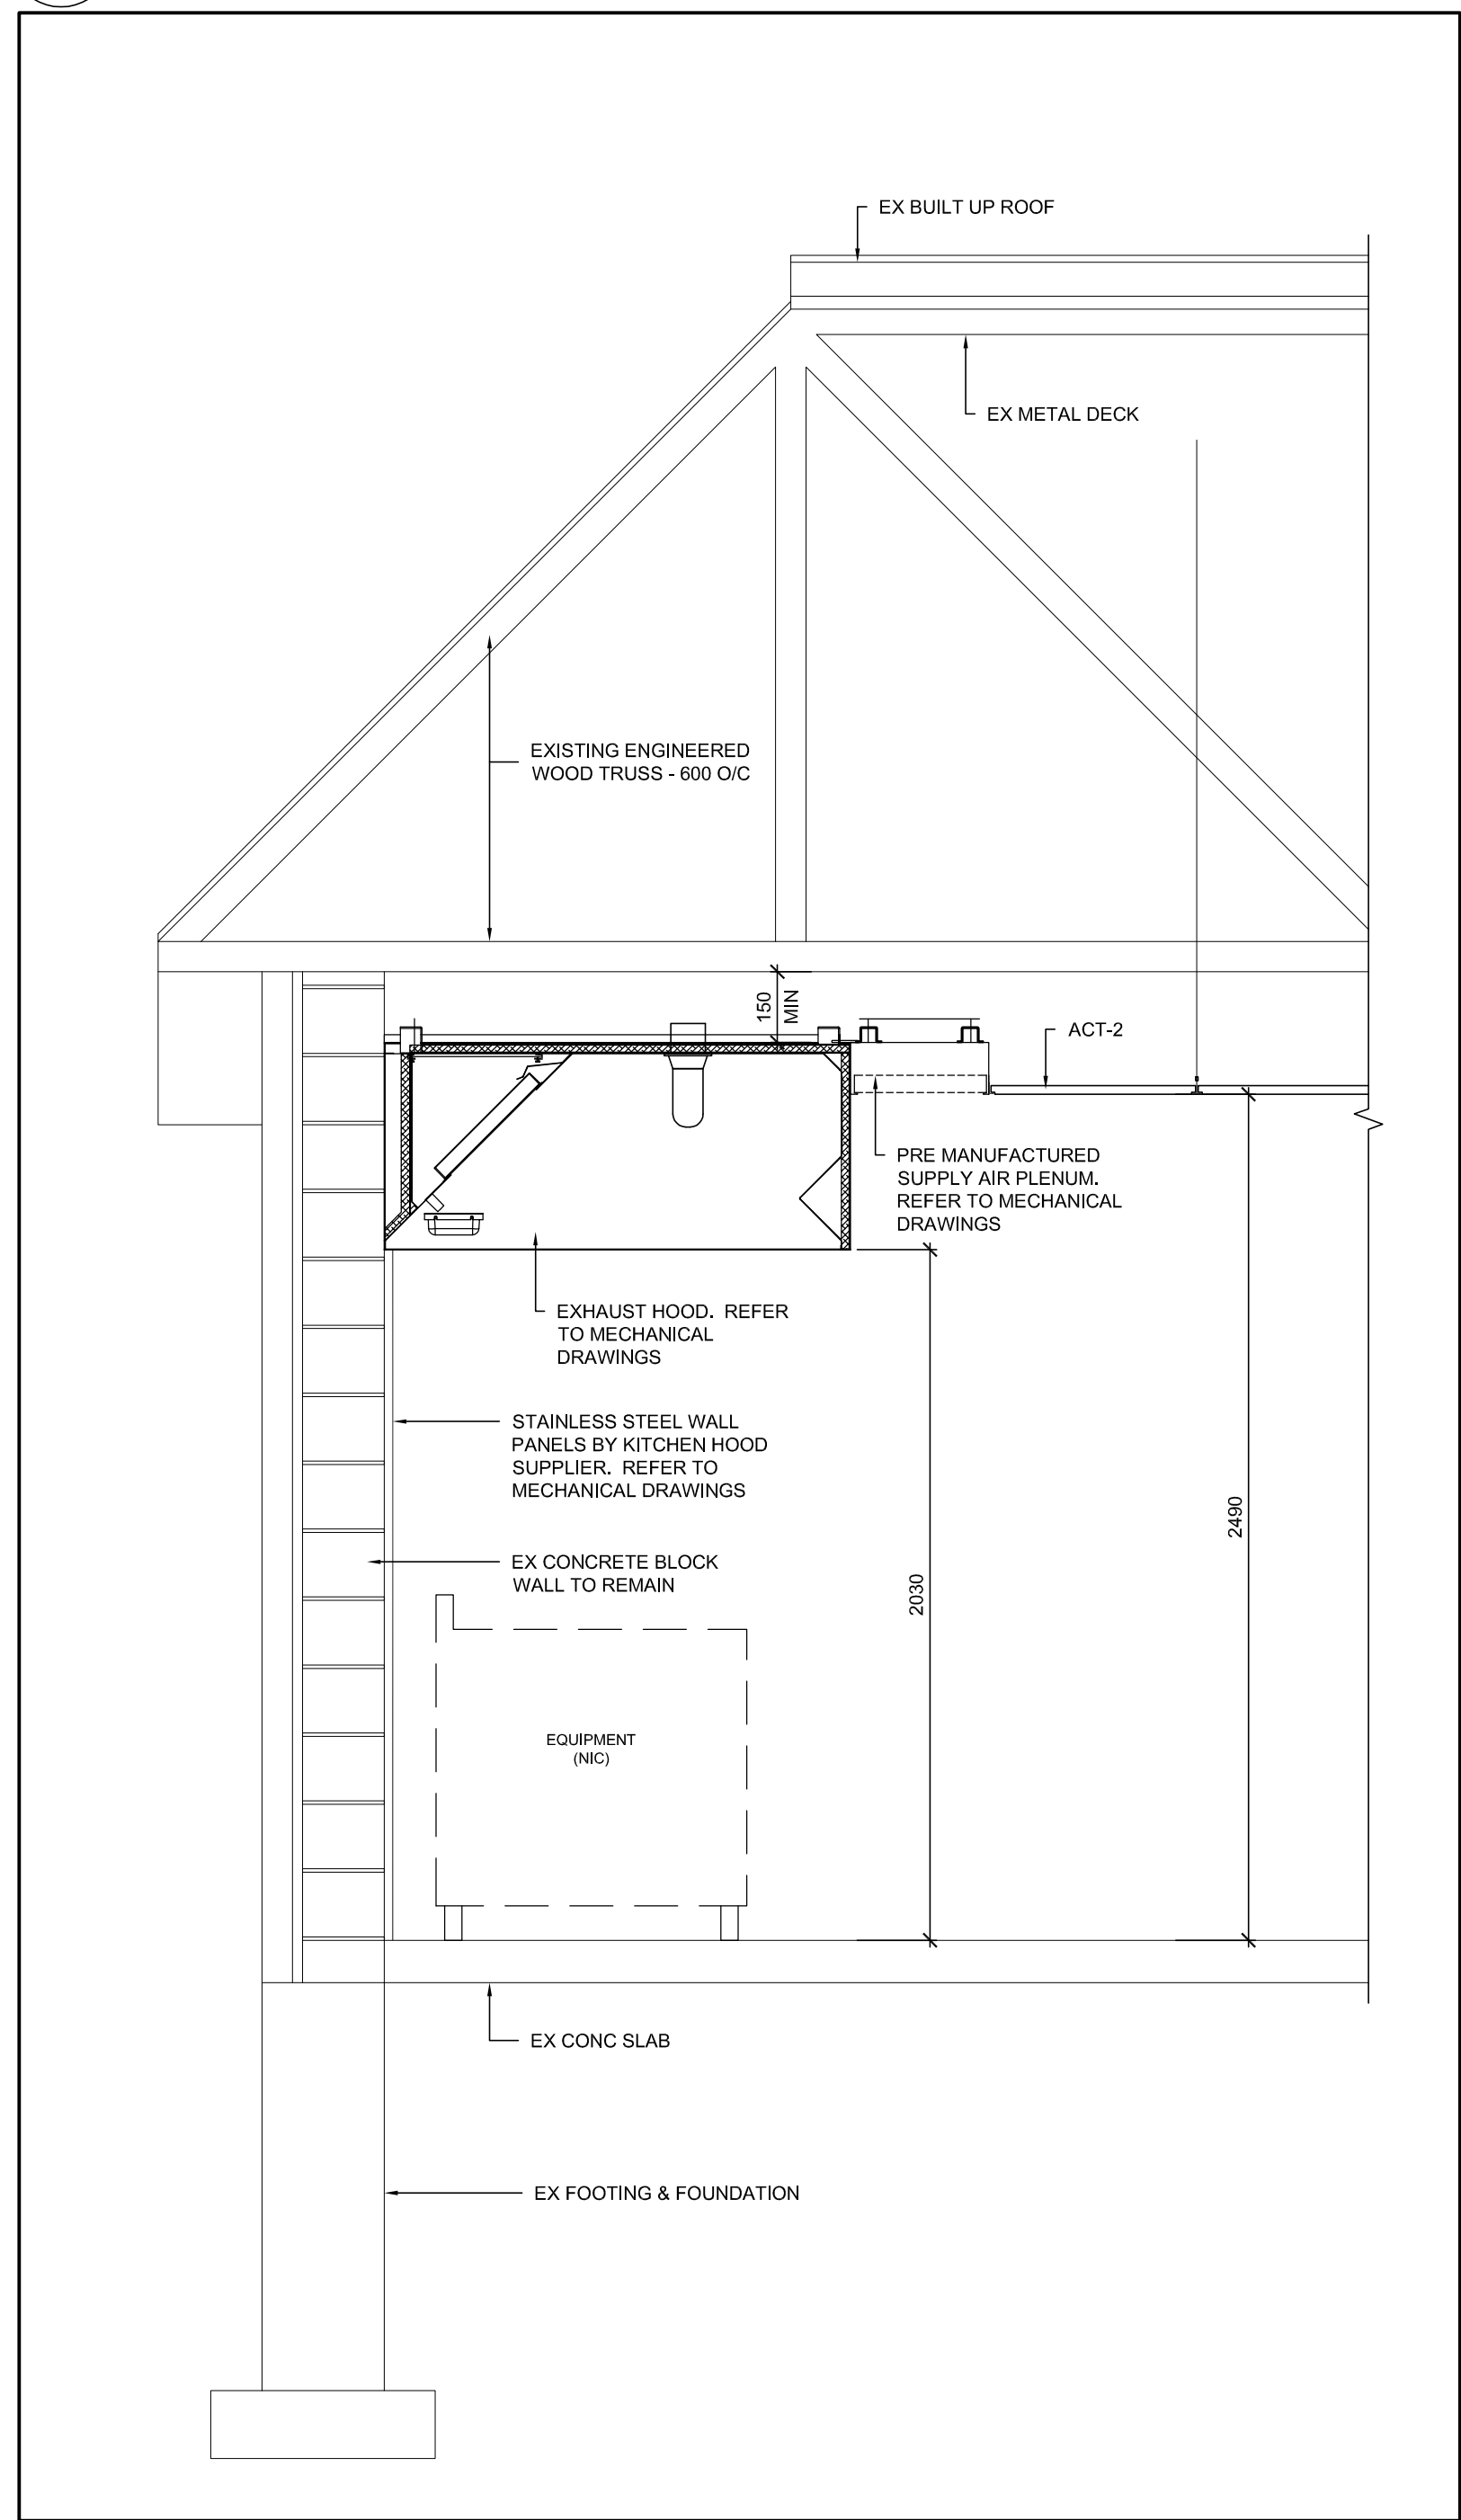 EX BUILT UP ROOF
EX METAL DECK
EXISTING ENGINEERED
WOOD TRUSS - 600 O/C
150
MIN
ACT-2
PRE MANUFACTURED
SUPPLY AIR PLENUM.
REFER TO MECHANICAL
DRAWINGS
EXHAUST HOOD. REFER
TO MECHANICAL
DRAWINGS
STAINLESS STEEL WALL
PANELS BY KITCHEN HOOD
SUPPLIER. REFER TO
MECHANICAL DRAWINGS
2490
EX CONCRETE BLOCK
WALL TO REMAIN
2030
EQUIPMENT
(NIC)
EX CONC SLAB
EX FOOTING & FOUNDATION